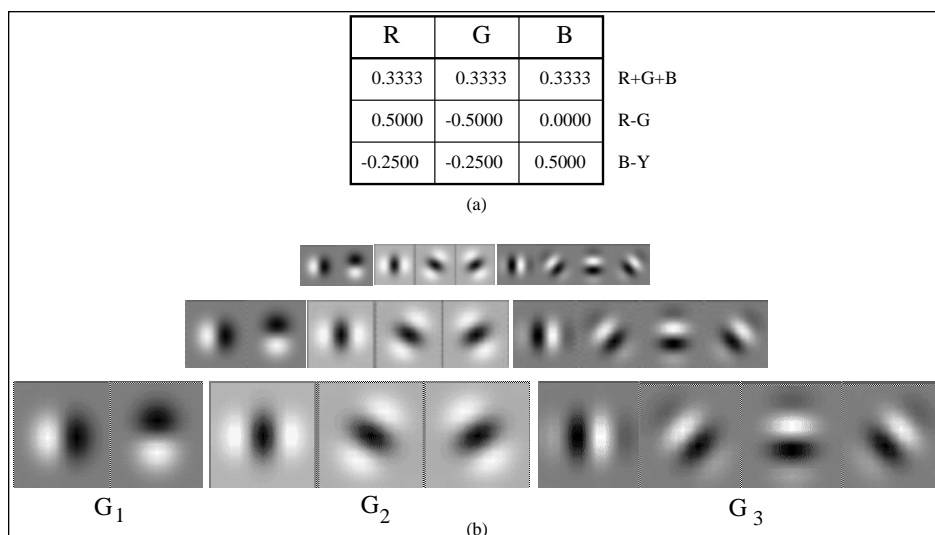 R G B
0.3333 0.3333 0.3333 R+G+B
0.5000 -0.5000 0.0000 R-G
-0.2500 -0.2500 0.5000 B-Y
(a)
G1 G2 G3
(b)